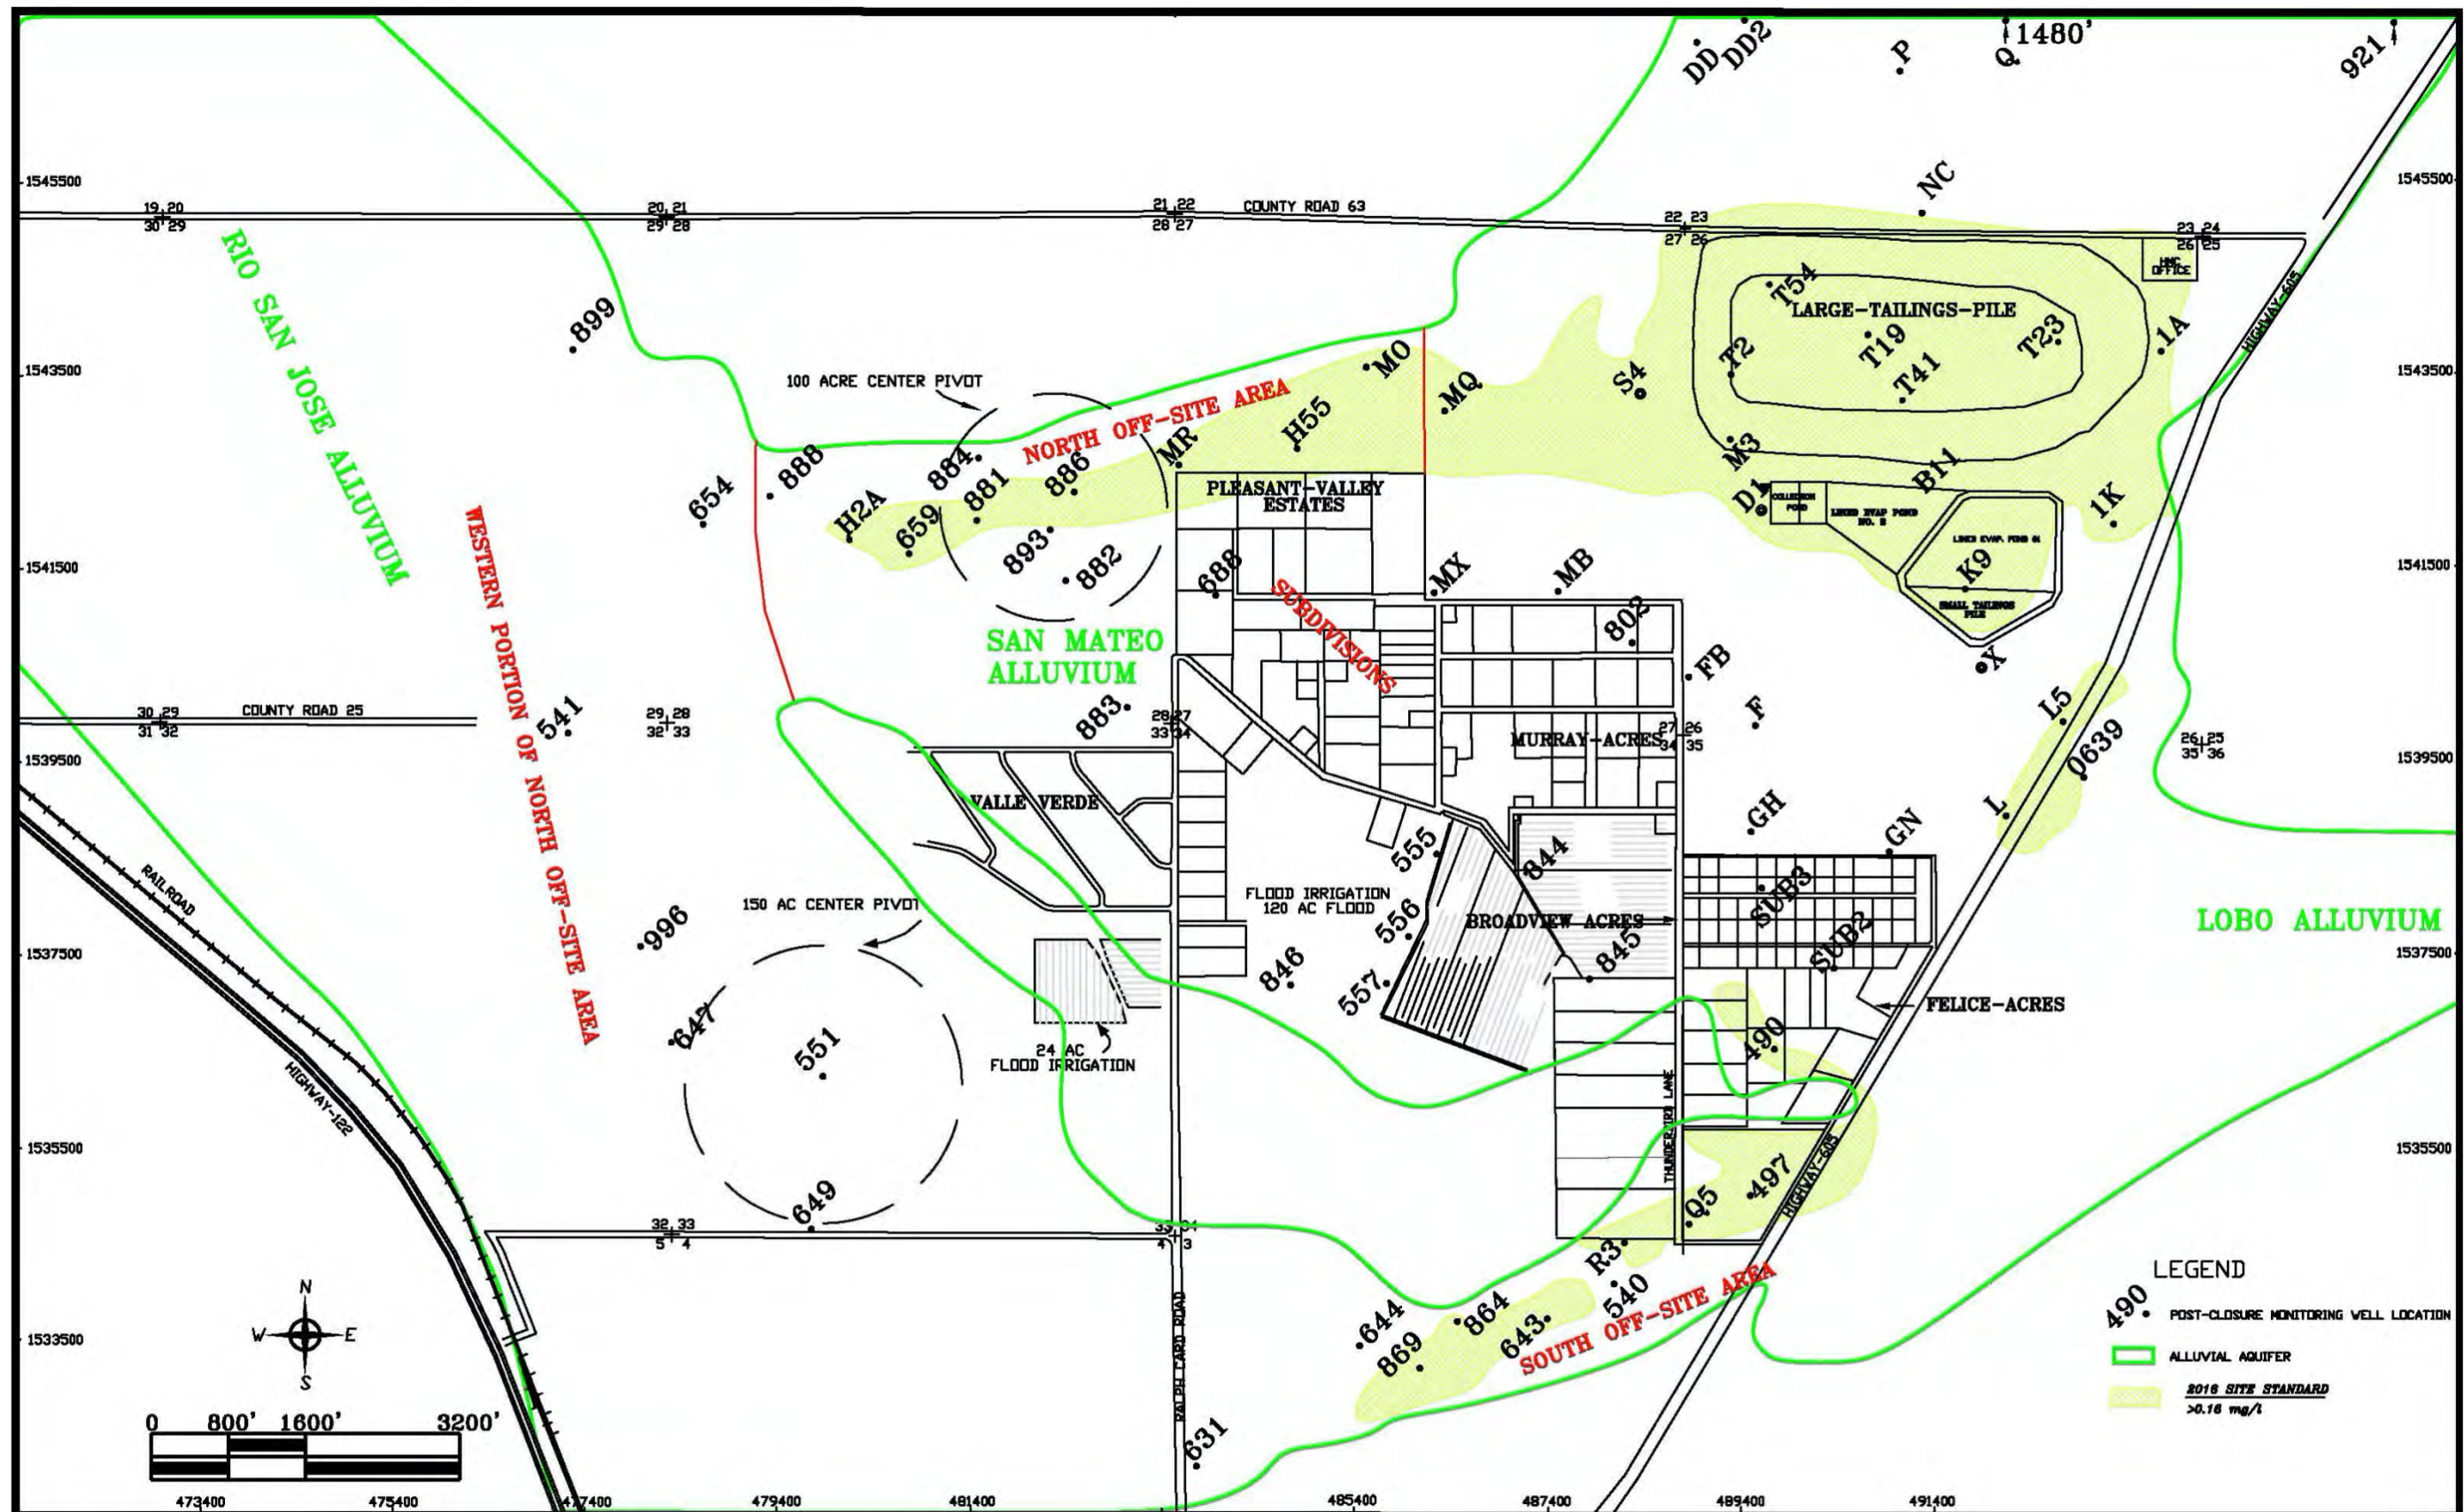 1480'
DD
DD2
P
Q
921
1545500
1545500
NC
19 20
30 29
20 21
29 28
21 22
28 27
COUNTY ROAD 63
22 23
27 26
23 24
26 25
HMC
OFFICE
RIO SAN JOSE ALLUVIUM
899
T54
LARGE-TAILINGS-PILE
T2
T19
T41
T23
1A
HIGHWAY-605
1543500
1543500
100 ACRE CENTER PIVOT
NORTH OFF-SITE AREA
MO
MQ
S4
H55
MR
M3
B11
D1
1K
COLLECTION
POND
LINED EVAP POND
NO. 2
LINED EVAP. POND #1
K9
SMALL TAILINGS
PILE
X
654
888
884
881
886
H2A
659
893
882
PLEASANT-VALLEY
ESTATES
688
SUBDIVISIONS
MX
MB
802
FB
F
1541500
1541500
WESTERN PORTION OF NORTH OFF-SITE AREA
SAN MATEO
ALLUVIUM
541
883
30 29
31 32
COUNTY ROAD 25
29 28
32 33
28 27
33 34
27 26
34 35
26 25
35 36
MURRAY-ACRES
L5
0639
L
1539500
1539500
VALLE VERDE
GH
GN
RAILROAD
150 AC CENTER PIVOT
FLOOD IRRIGATION
120 AC FLOOD
555
844
556
BROADVIEW ACRES
845
SUB3
SUB2
LOBO ALLUVIUM
996
846
557
1537500
1537500
FELICE-ACRES
647
551
24 AC
FLOOD IRRIGATION
490
HIGHWAY-122
THUNDERBIRD LANE
1535500
1535500
HIGHWAY-605
497
Q5
649
32 33
5 4
33 34
4 3
R3
540
SOUTH OFF-SITE AREA
644
864
643
869
RALPH CARD ROAD
631
1533500
N
W
E
S
0 800' 1600' 3200'
LEGEND
490
POST-CLOSURE MONITORING WELL LOCATION
ALLUVIAL AQUIFER
2016 SITE STANDARD
>0.16 mg/l
473400
475400
477400
479400
481400
485400
487400
489400
491400